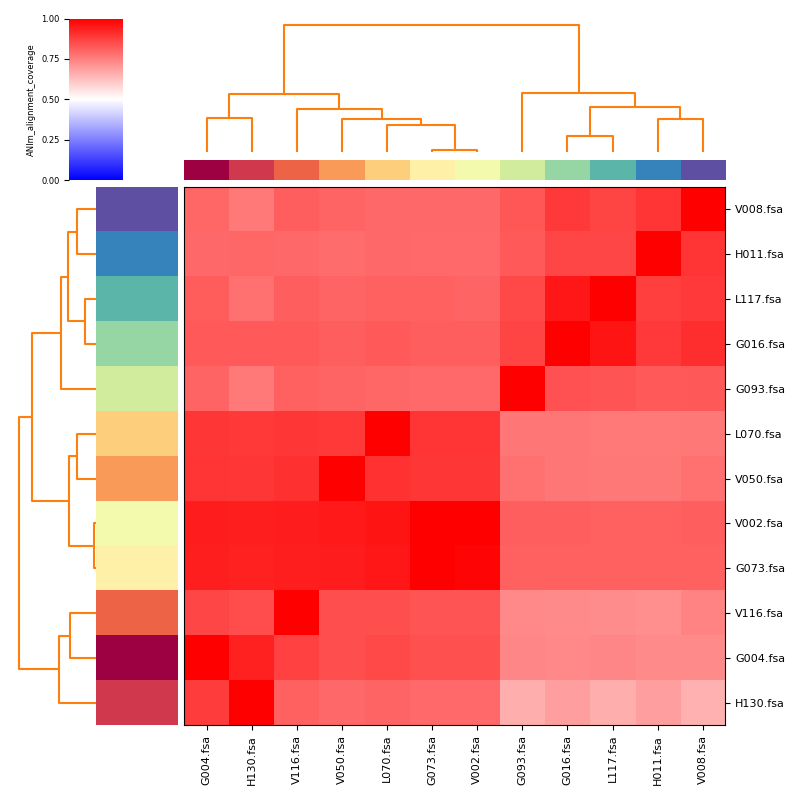 1.00
0.75
0.50
0.25
0.00
ANIm_alignment_coverage
V008.fsa
H011.fsa
L117.fsa
G016.fsa
G093.fsa
L070.fsa
V050.fsa
V002.fsa
G073.fsa
V116.fsa
G004.fsa
H130.fsa
G004.fsa
H130.fsa
V116.fsa
V050.fsa
L070.fsa
G073.fsa
V002.fsa
G093.fsa
G016.fsa
L117.fsa
H011.fsa
V008.fsa